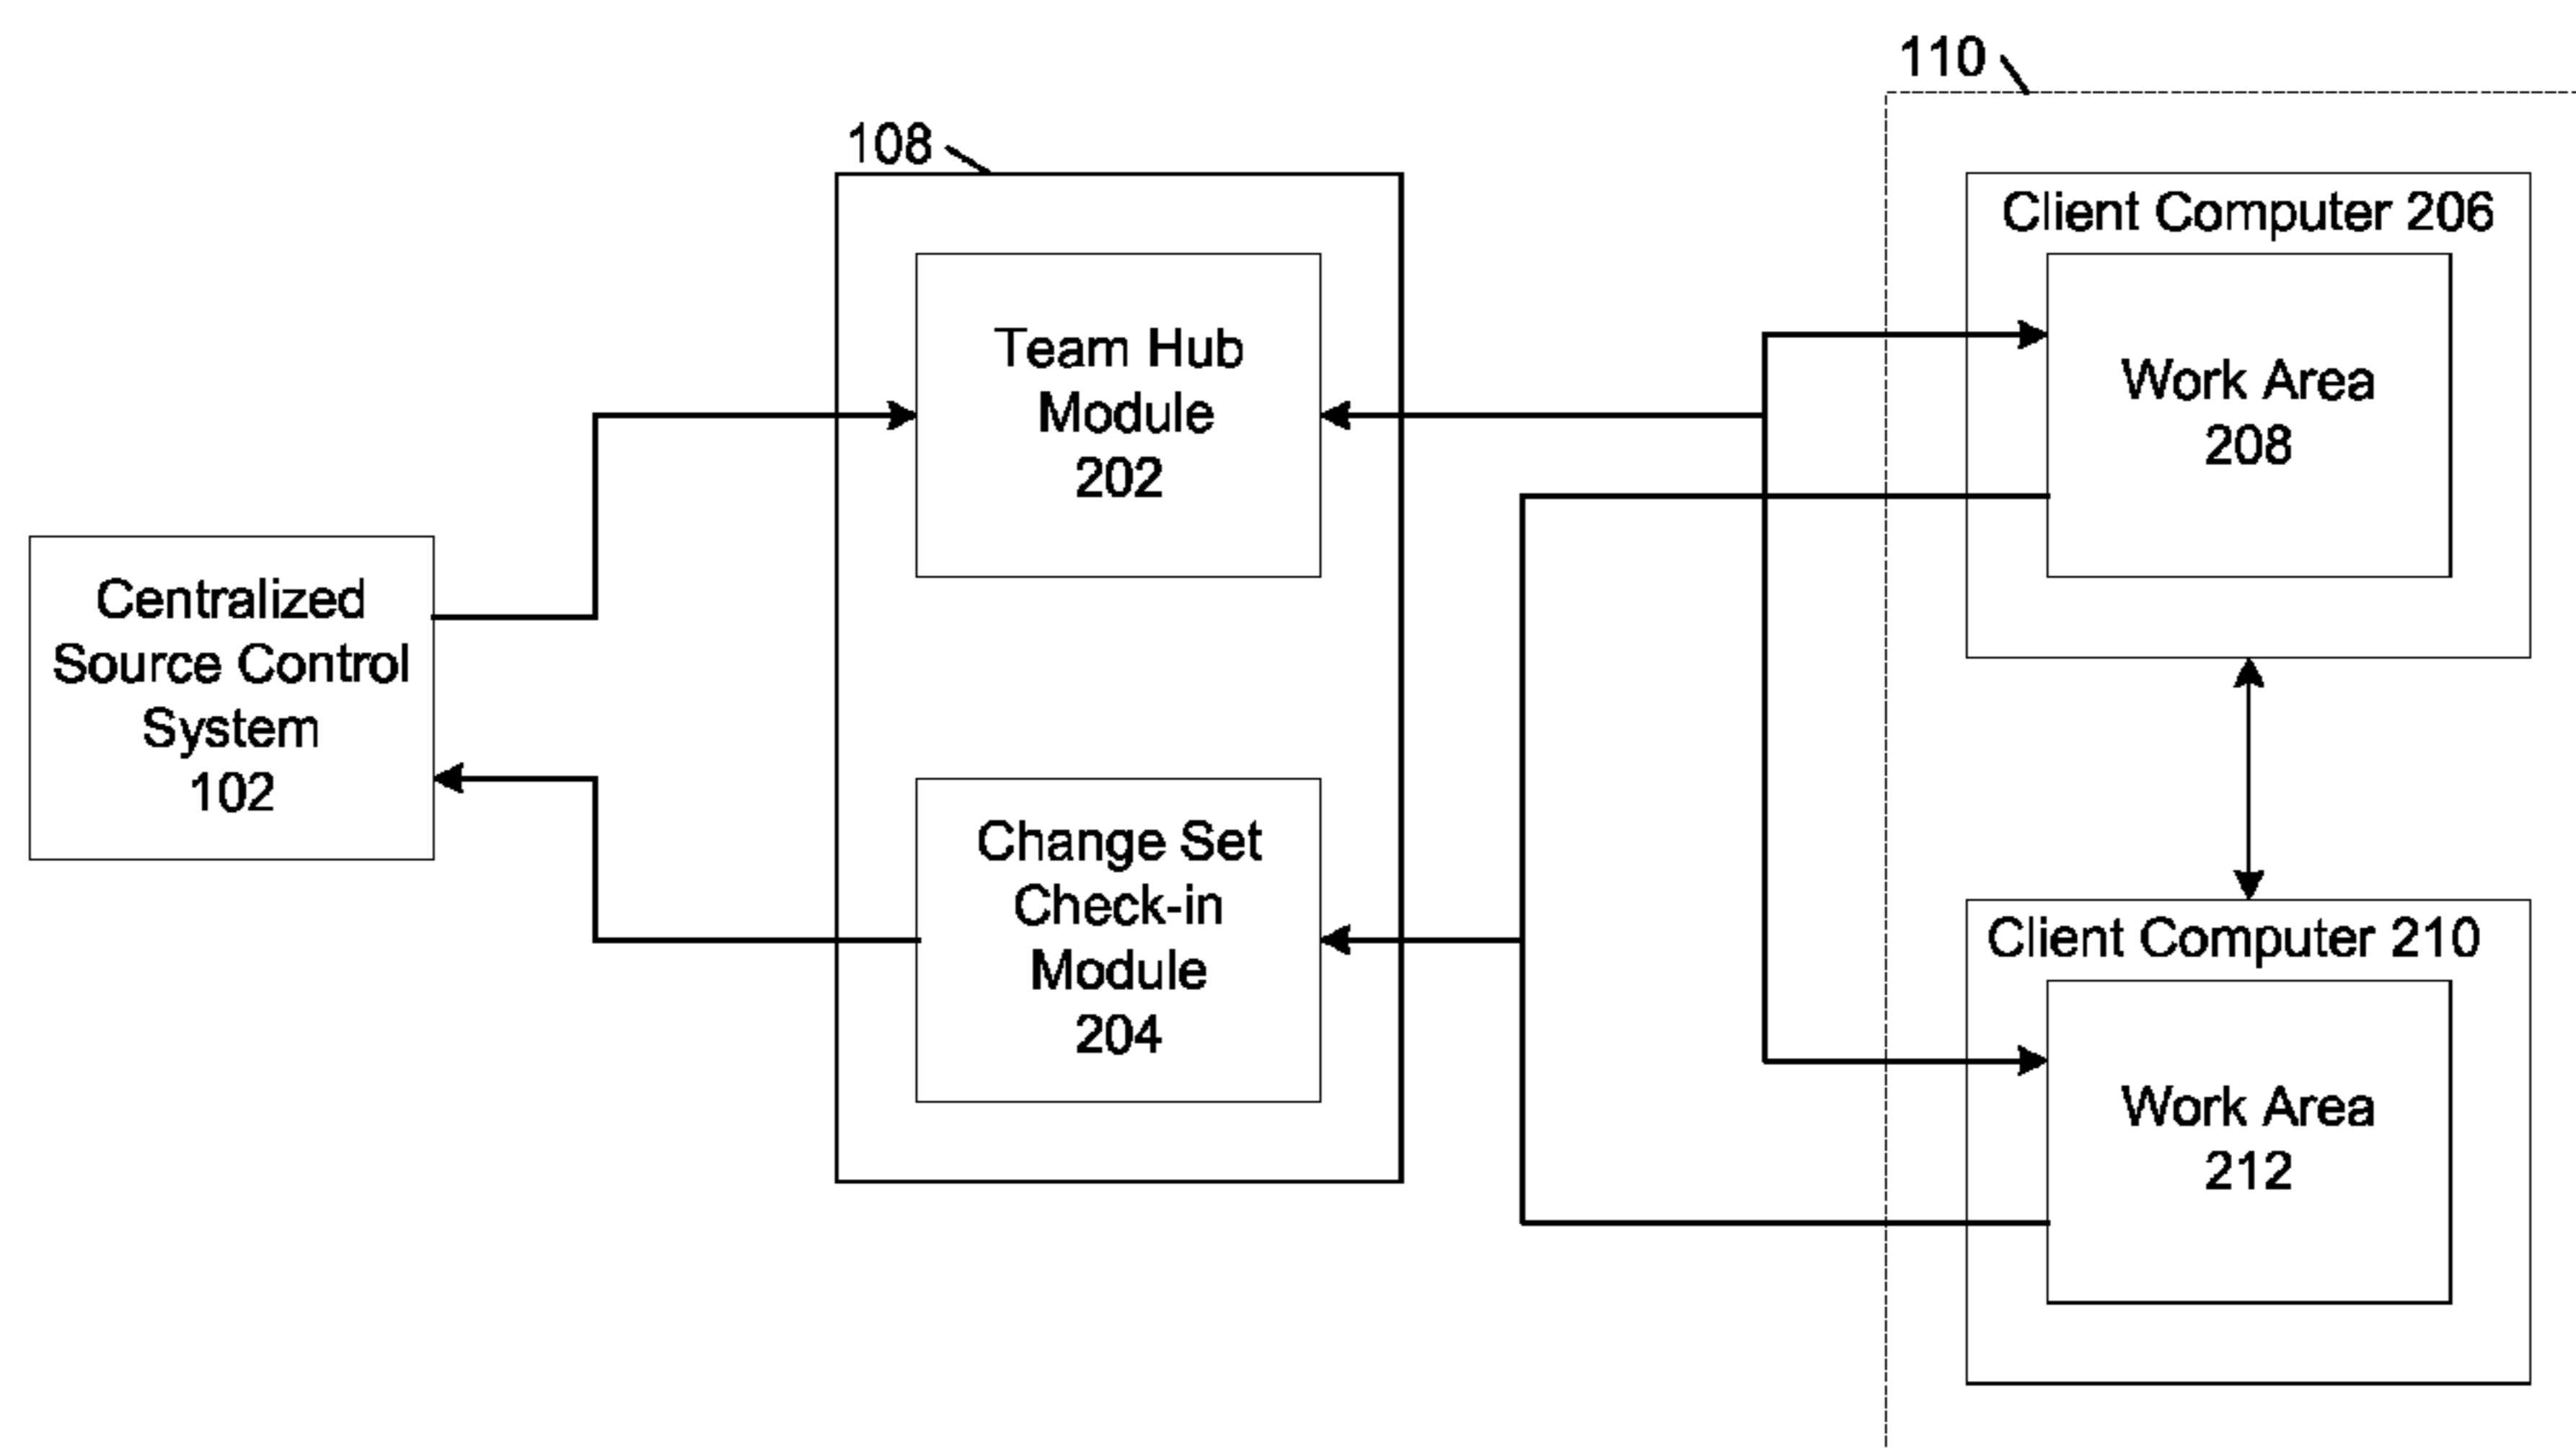 110
108
Client Computer 206
Team Hub
Module
202
Work Area
208
Centralized
Source Control
System
102
Change Set
Check-in
Module
204
Client Computer 210
Work Area
212